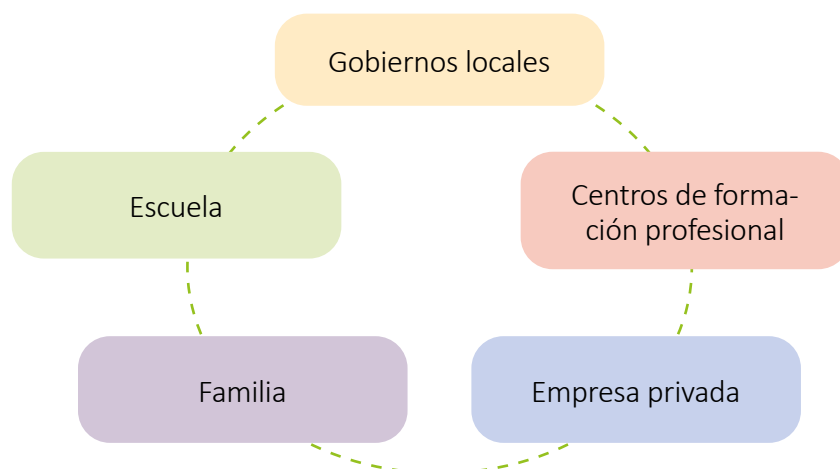 Gobiernos locales
Escuela
Centros de forma-
ción profesional
Familia
Empresa privada